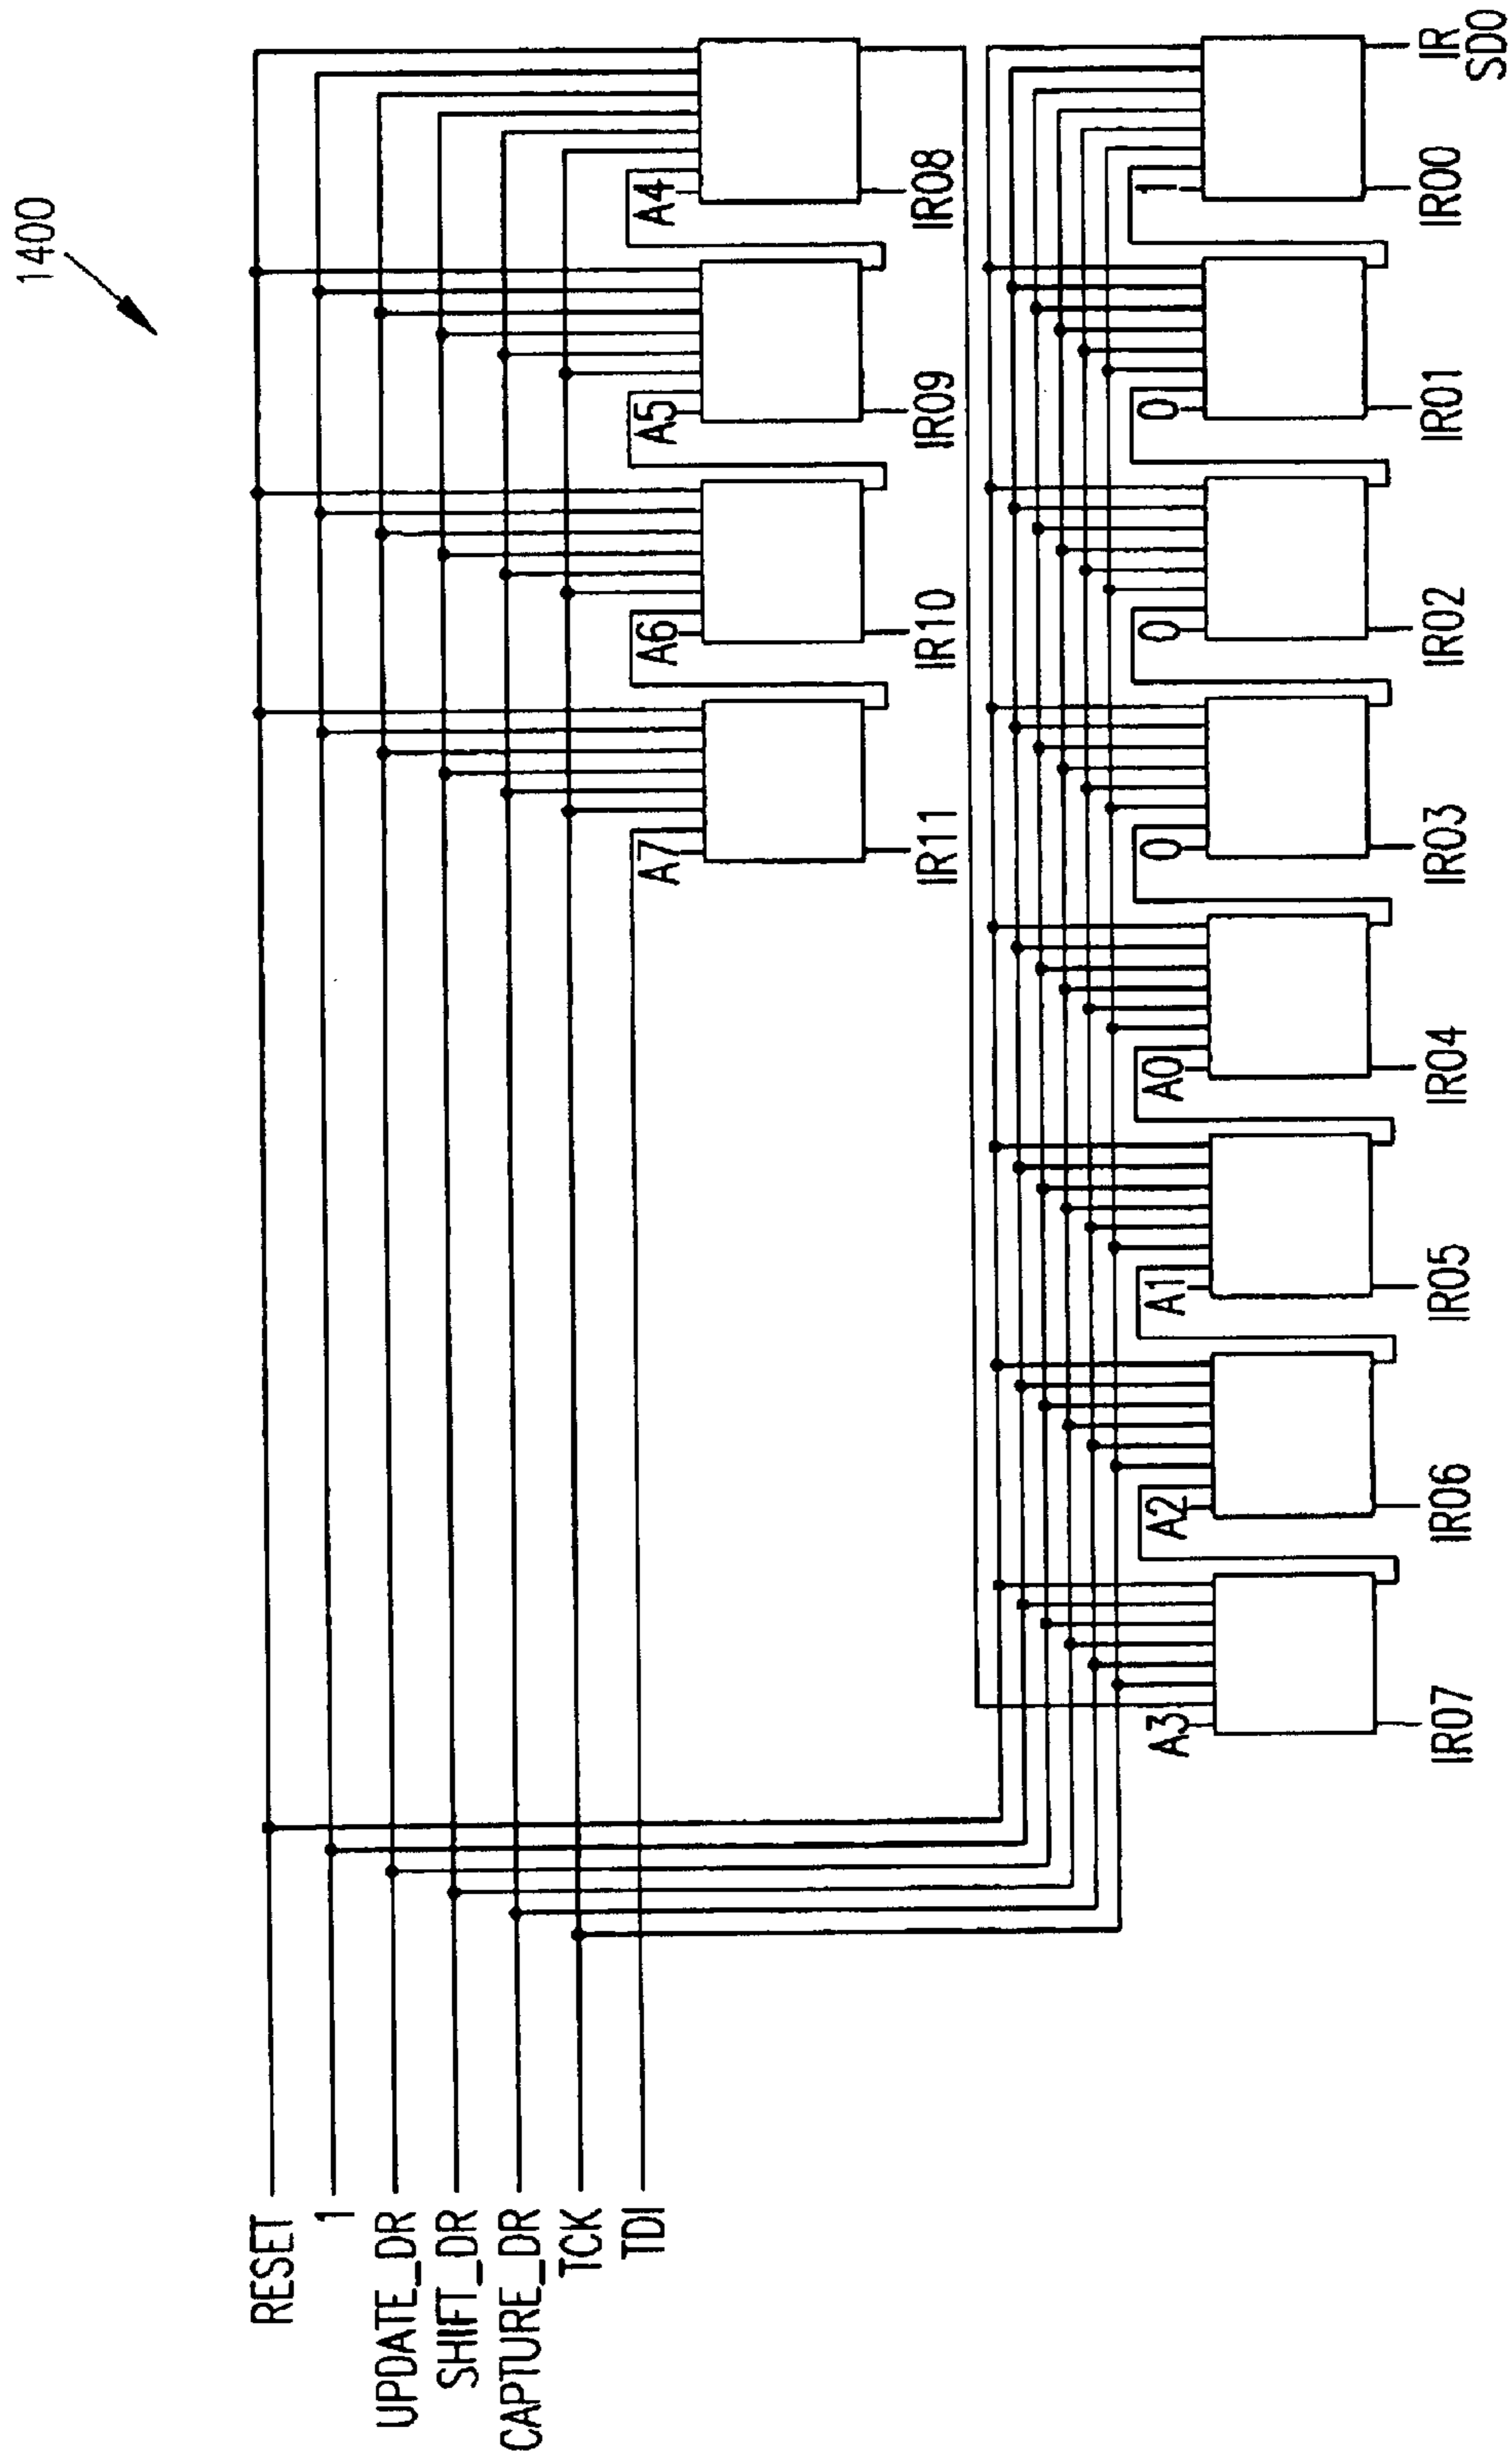 1400
RESET
1
UPDATE_DR
SHIFT_DR
CAPTURE_DR
TCK
TDI
A7
A6
A5
A4
IR11
IR10
IR09
IR08
A3
A2
A1
A0
0
0
0
1
IR07
IR06
IR05
IR04
IR03
IR02
IR01
IR00
IR
SDO